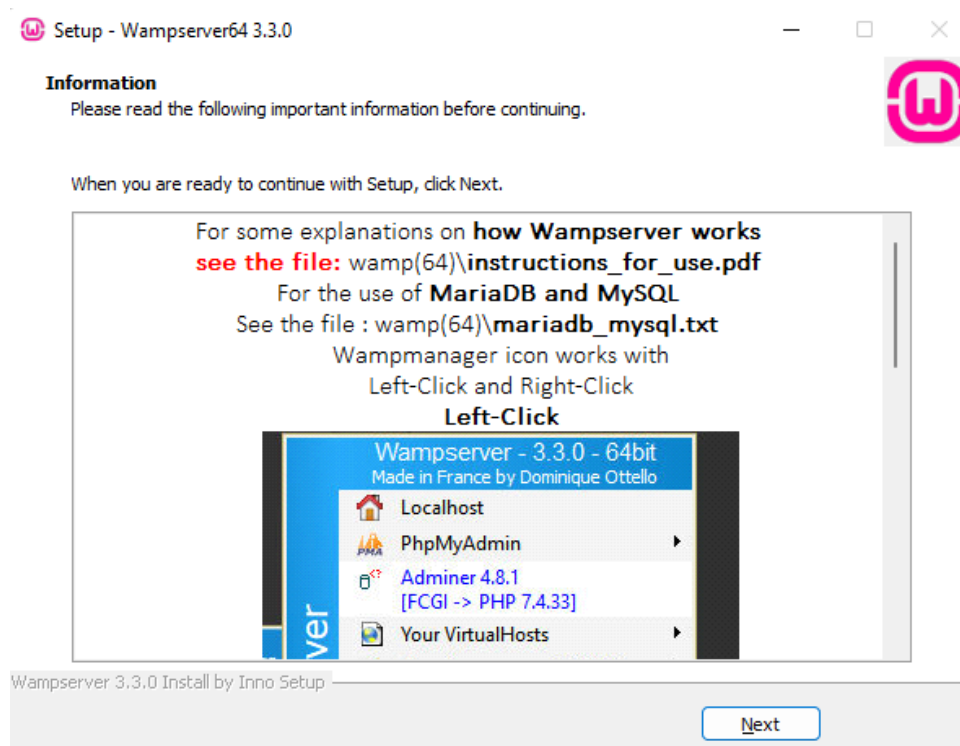 Setup - Wampserver64 3.3.0
Information
Please read the following important information before continuing.
When you are ready to continue with Setup, click Next.
For some explanations on how Wampserver works
see the file: wamp(64)\instructions_for_use.pdf
For the use of MariaDB and MySQL
See the file : wamp(64)\mariadb_mysql.txt
Wampmanager icon works with
Left-Click and Right-Click
Left-Click
Wampserver - 3.3.0 - 64bit
Made in France by Dominique Ottello
Localhost
PhpMyAdmin
Adminer 4.8.1
[FCGI -> PHP 7.4.33]
Your VirtualHosts
Wampserver 3.3.0 Install by Inno Setup
Next